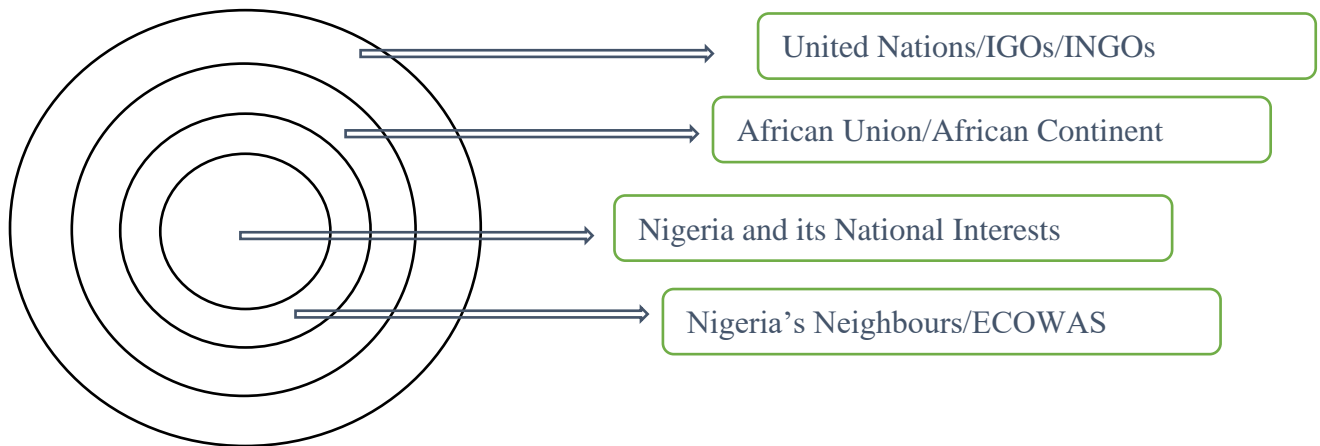 United Nations/IGOs/INGOs
African Union/African Continent
Nigeria and its National Interests
Nigeria’s Neighbours/ECOWAS